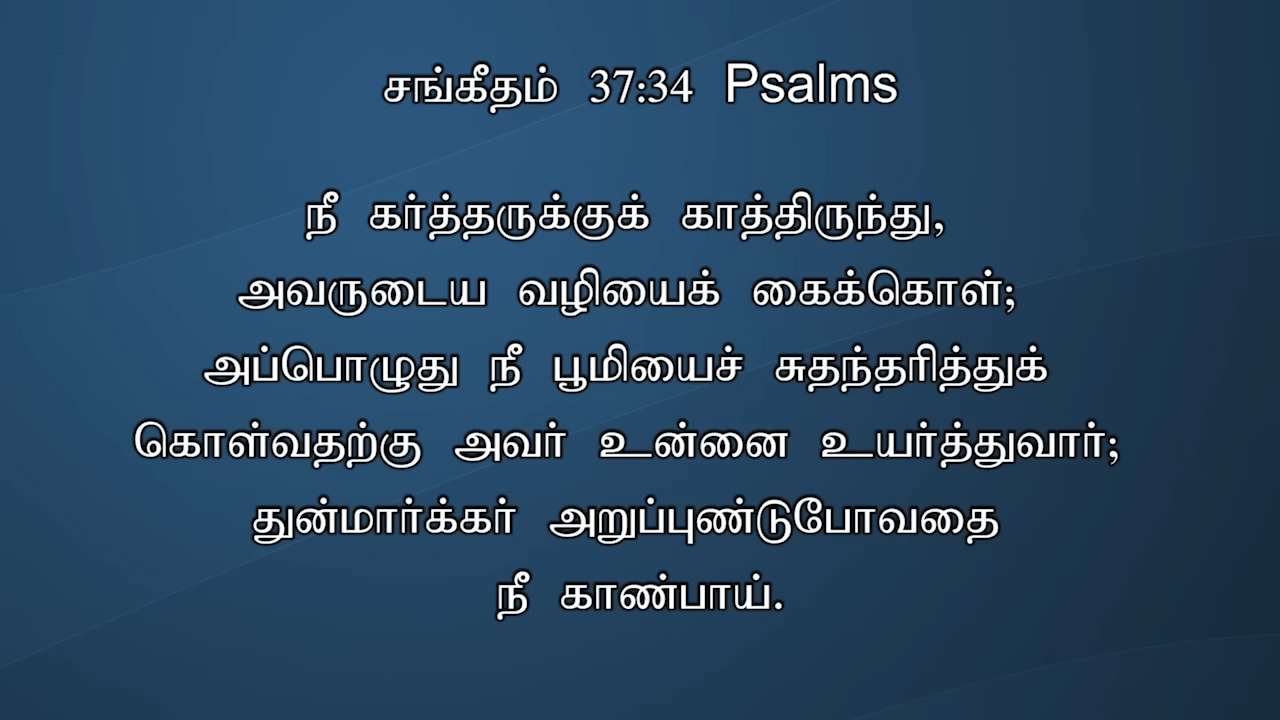 சங்கீதம் 37:34 Psalms
நீ கர்த்தருக்குக் காத்திருந்து,
அவருடைய வழியைக் கைக்கொள்;
அப்பொழுது நீ பூமியைச் சுதந்தரித்துக்
கொள்வதற்கு அவர் உன்னை உயர்த்துவார்;
துன்மார்க்கர் அறுப்புண்டுபோவதை
நீ காண்பாய்.